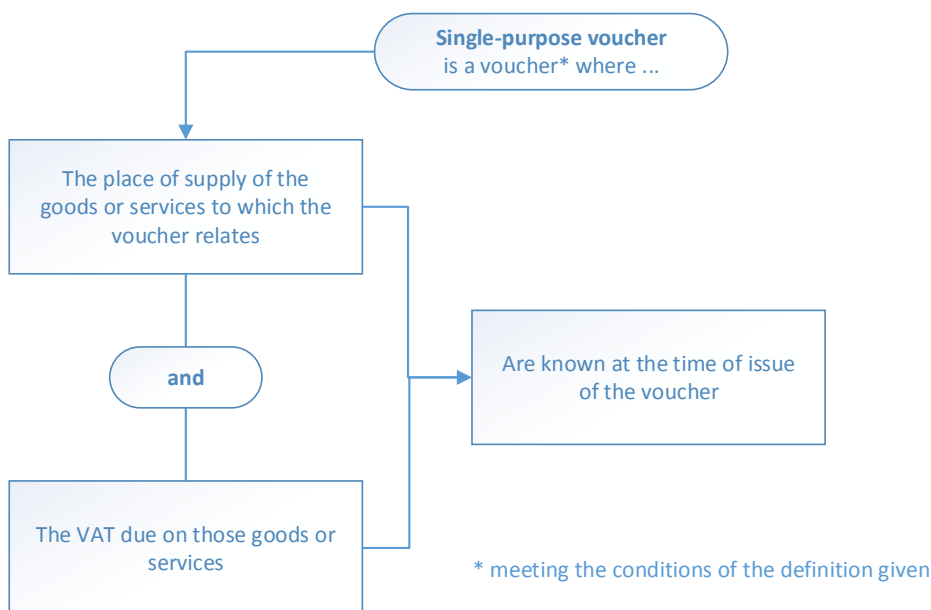 Single-purpose voucher
is a voucher* where ...
The place of supply of the
goods or services to which the
voucher relates
and
Are known at the time of issue
of the voucher
The VAT due on those goods or
services
* meeting the conditions of the definition given